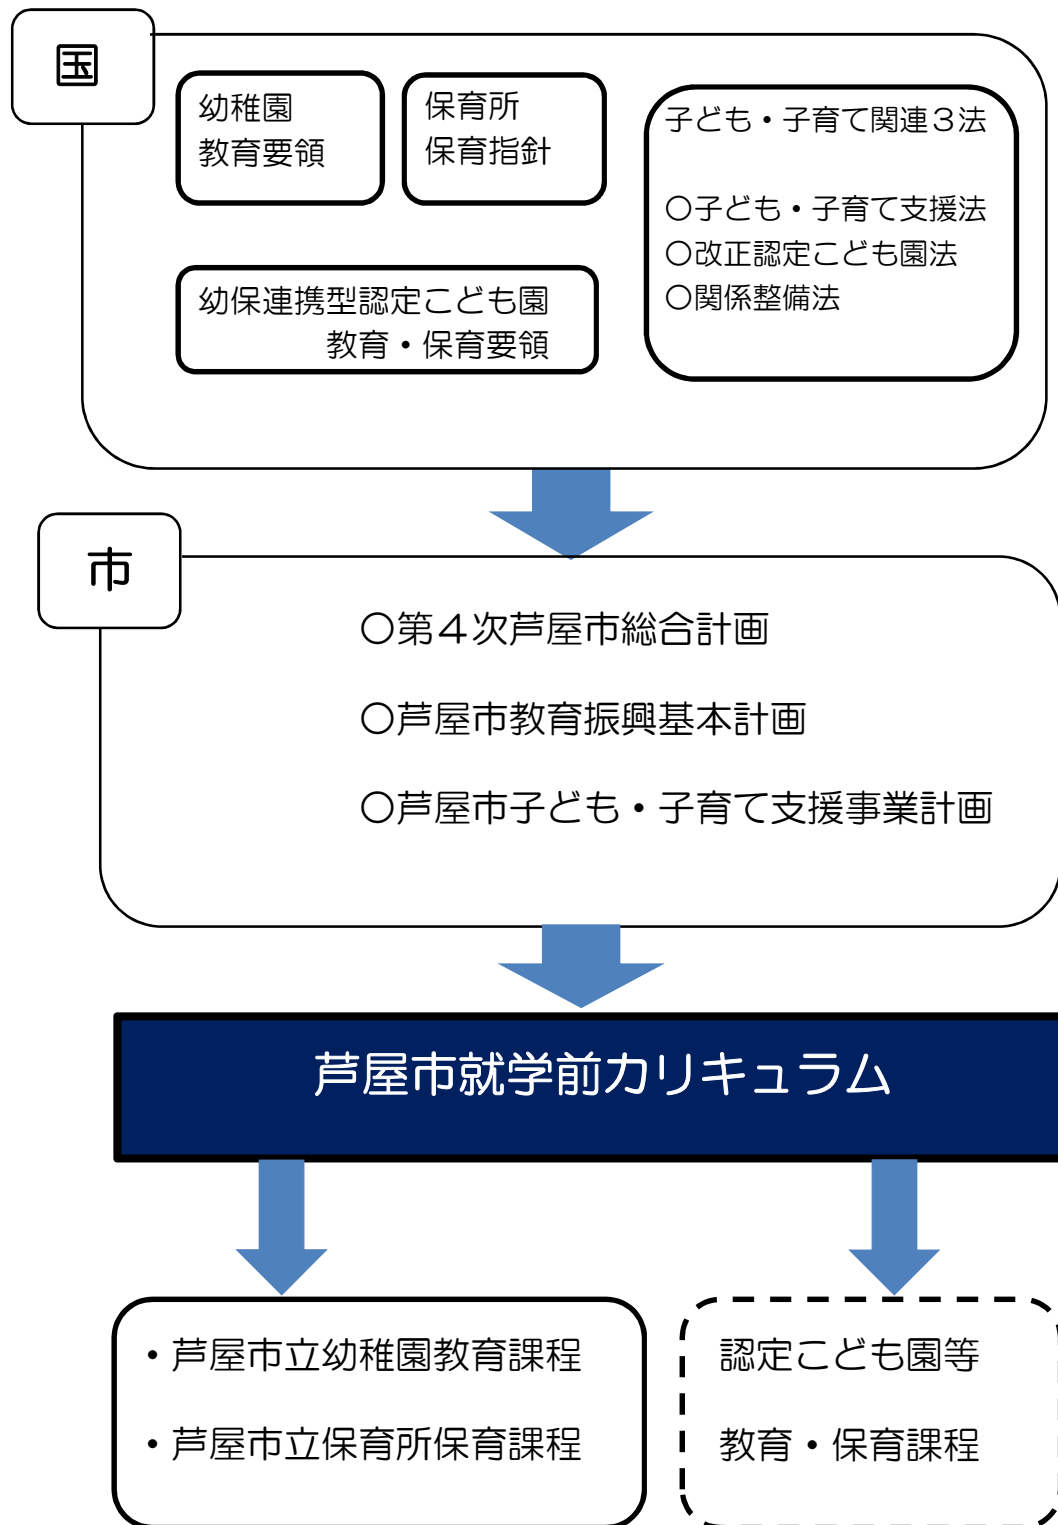 国
幼稚園
教育要領
保育所
保育指針
子ども・子育て関連３法
○子ども・子育て支援法
○改正認定こども園法
○関係整備法
幼保連携型認定こども園
教育・保育要領
市
○第４次芦屋市総合計画
○芦屋市教育振興基本計画
○芦屋市子ども・子育て支援事業計画
芦屋市就学前カリキュラム
・芦屋市立幼稚園教育課程
・芦屋市立保育所保育課程
認定こども園等
教育・保育課程